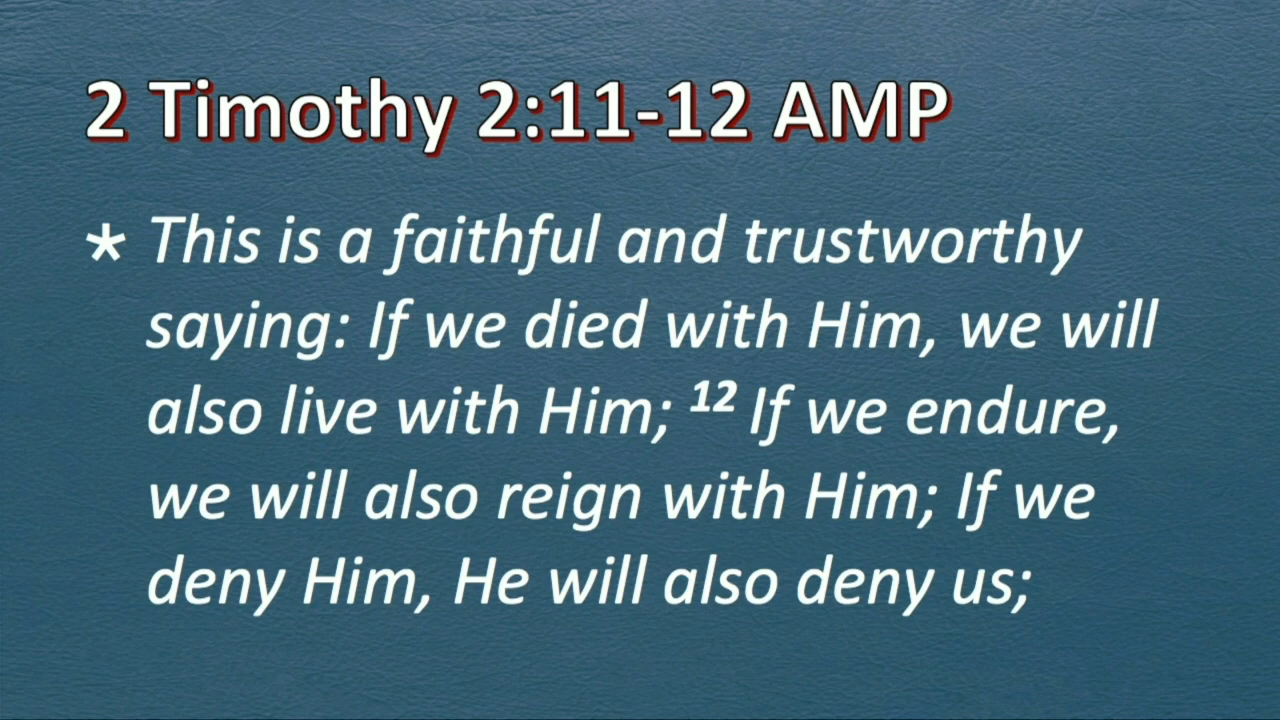 2 Timothy 2:11-12 AMP
* This is a faithful and trustworthy
saying: If we died with Him, we will
also live with Him; 12 If we endure,
we will also reign with Him; If we
deny Him, He will also deny us;